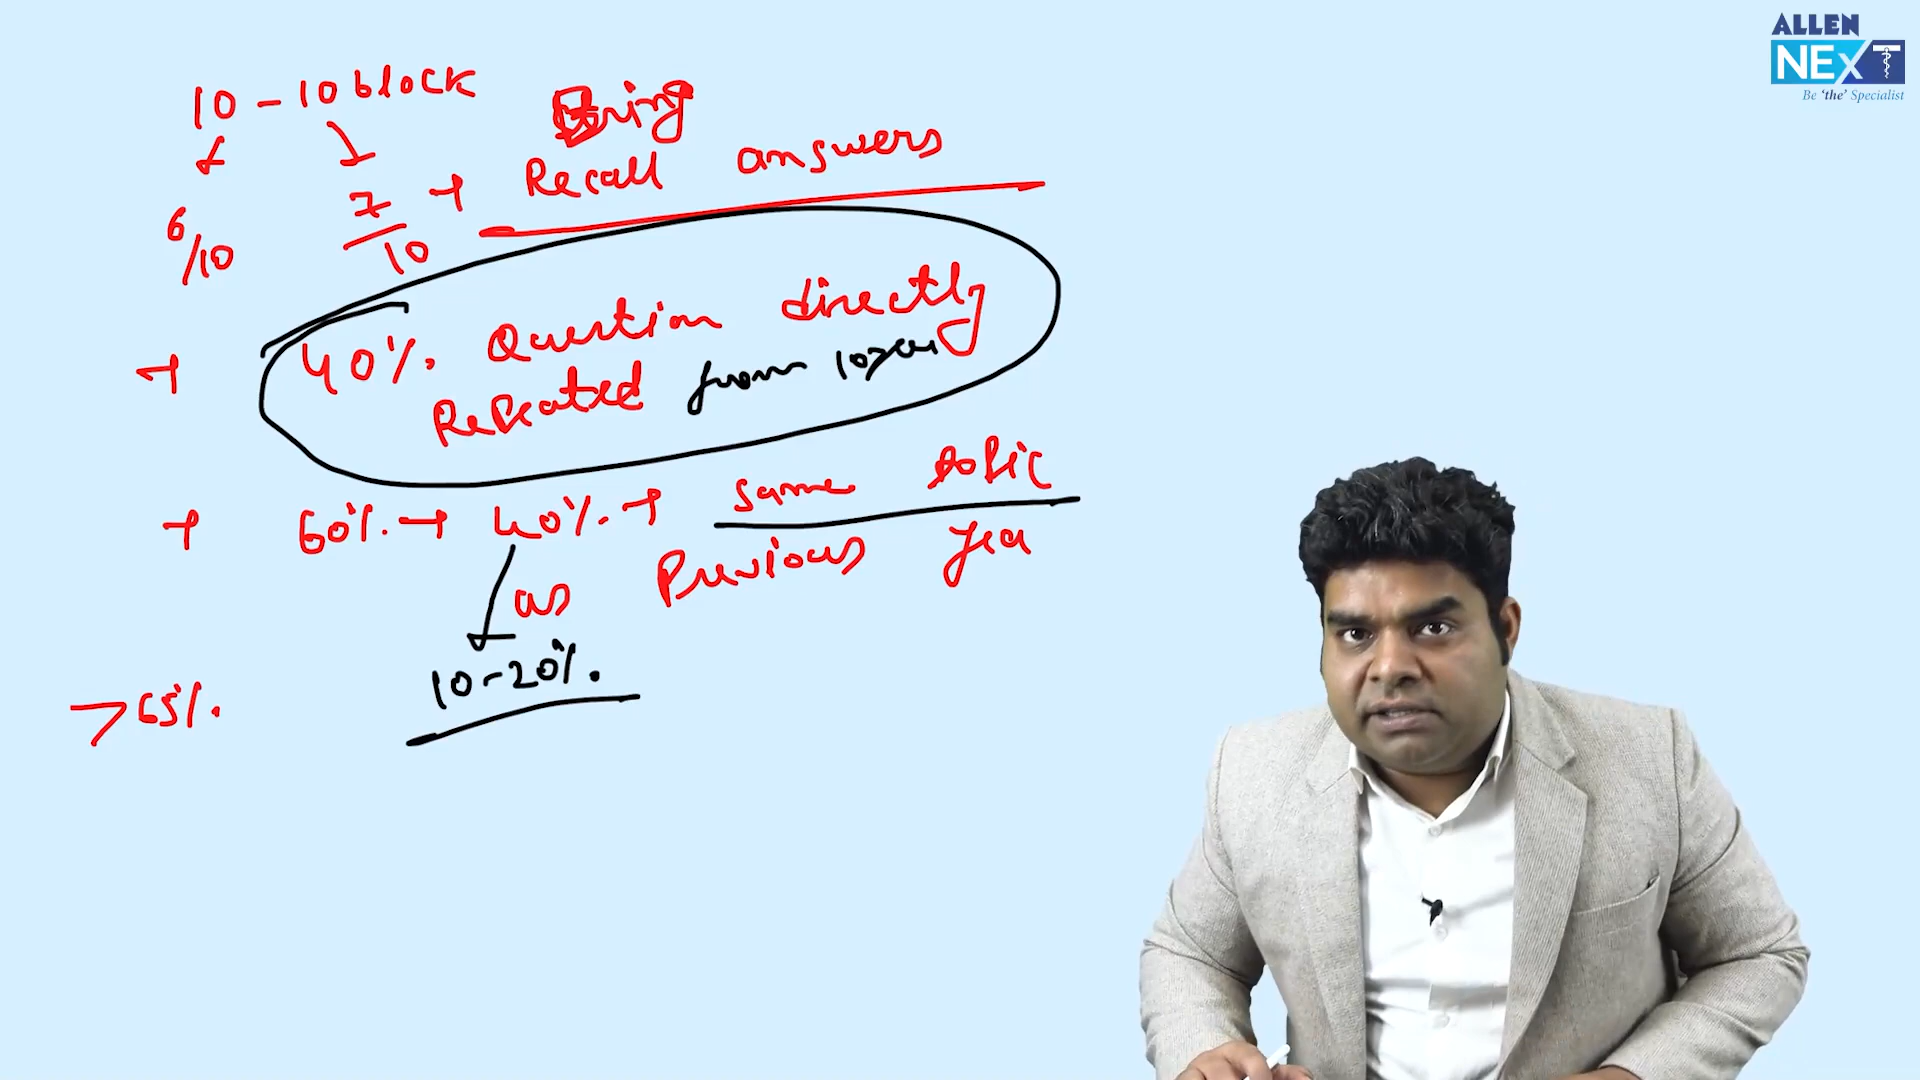 10 - 10 block
ring
Recall answers
6/10
7/10
40%. Question directly
Repeated from 10 year
60%. → 40%. → same topic
as Previous year
10-20%.
>65%.
ALLEN
NEXT
Be 'the' Specialist